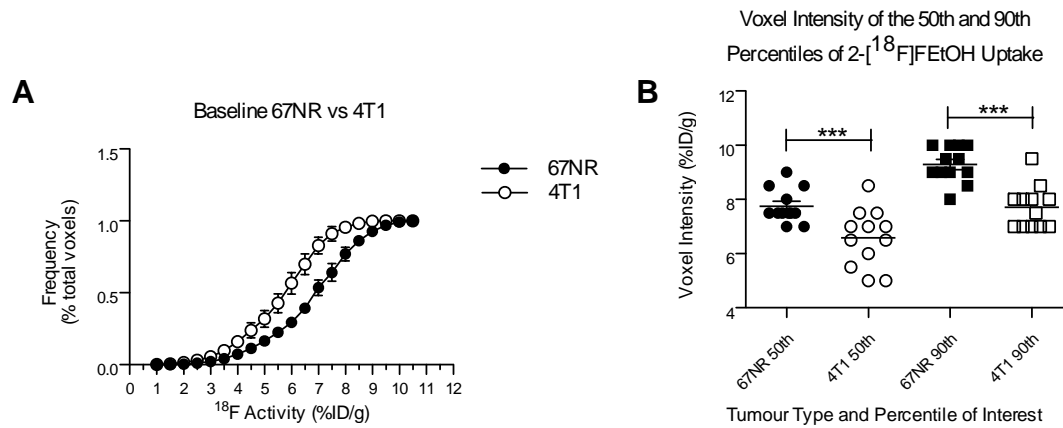 A
Baseline 67NR vs 4T1
1.5
1.0
0.5
0.0
Frequency
(% total voxels)
0 1 2 3 4 5 6 7 8 9 10 11 12
18F Activity (%ID/g)
67NR
4T1
B
Voxel Intensity of the 50th and 90th
Percentiles of 2-[18F]FEtOH Uptake
12
10
8
6
4
Voxel Intensity (%ID/g)
***
***
67NR 50th
4T1 50th
67NR 90th
4T1 90th
Tumour Type and Percentile of Interest